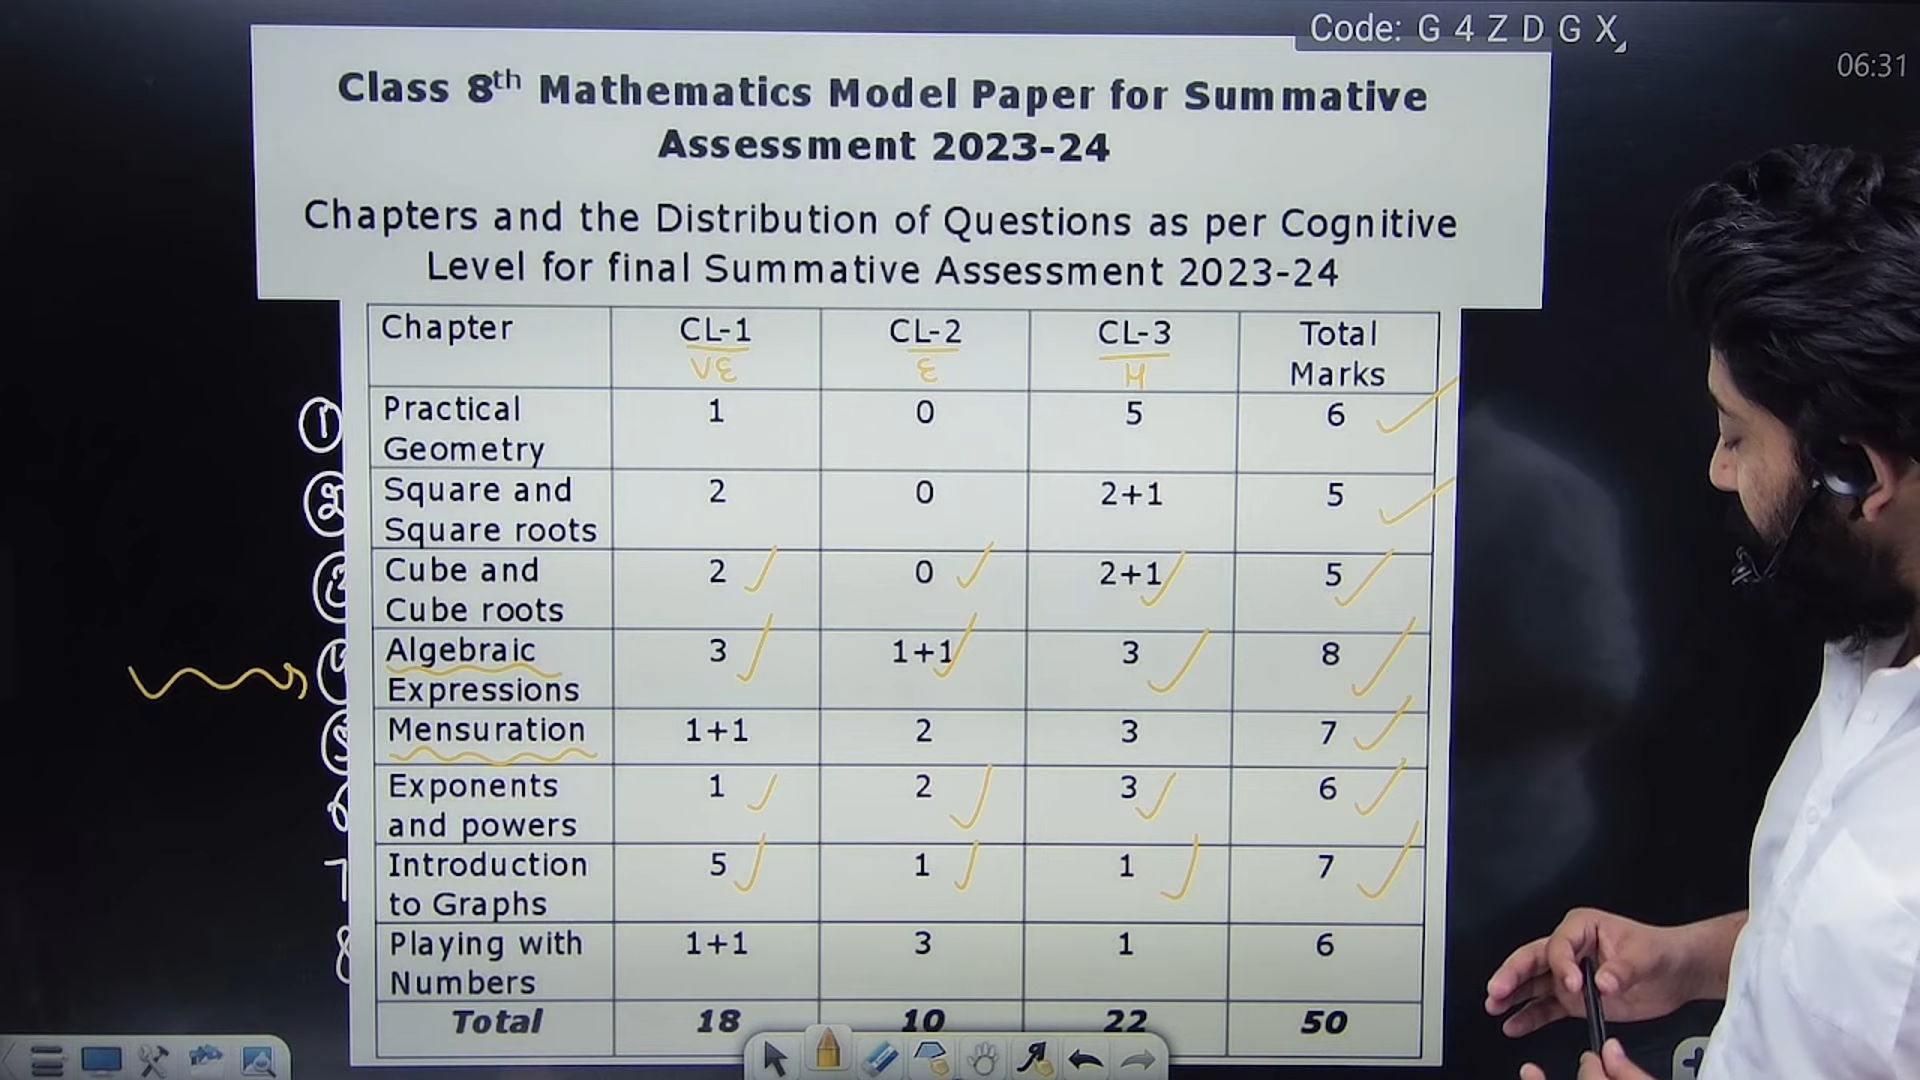 Code: G 4 Z D G X
06:31
Class 8th Mathematics Model Paper for Summative
Assessment 2023-24
Chapters and the Distribution of Questions as per Cognitive
Level for final Summative Assessment 2023-24
Chapter CL-1 CL-2 CL-3 Total
Marks
VE E H
① Practical 1 0 5 6
Geometry
② Square and 2 0 2+1 5
Square roots
③ Cube and 2 0 2+1 5
Cube roots
Algebraic 3 1+1 3 8
Expressions
Mensuration 1+1 2 3 7
Exponents 1 2 3 6
and powers
7 Introduction 5 1 1 7
to Graphs
8 Playing with 1+1 3 1 6
Numbers
Total 18 10 22 50